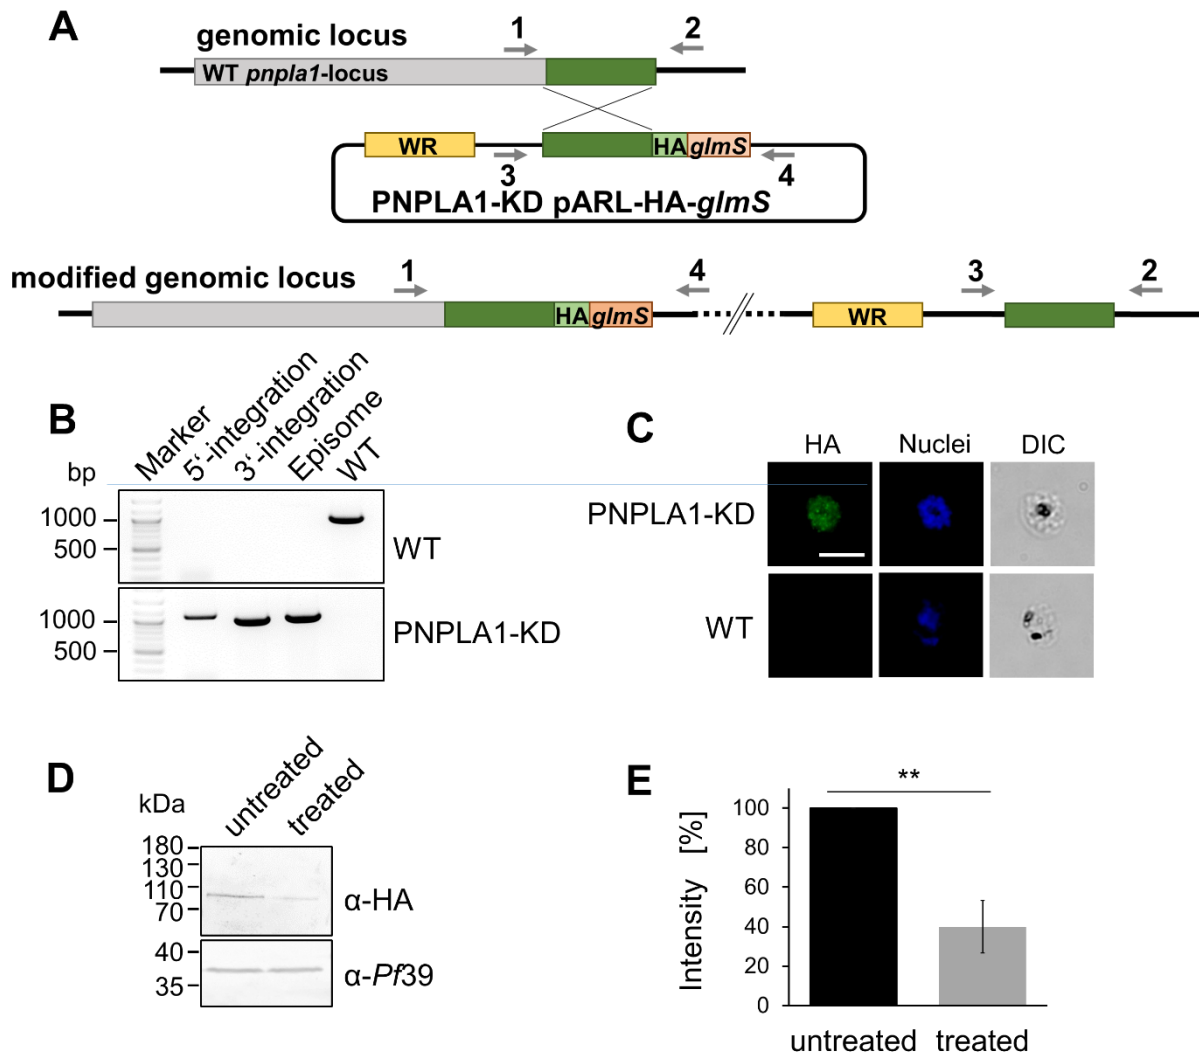 A
genomic locus
1
2
WT pnpla1-locus
WR
HA
glmS
3
4
PNPLA1-KD pARL-HA-glmS
modified genomic locus
1
4
3
2
HA
glmS
WR
B
bp
Marker
5‘-integration
3‘-integration
Episome
WT
1000
500
WT
1000
500
PNPLA1-KD
C
HA
Nuclei
DIC
PNPLA1-KD
WT
D
kDa
untreated
treated
180
130
110
70
α-HA
40
35
α-Pf39
E
**
Intensity [%]
100
80
60
40
20
0
untreated
treated